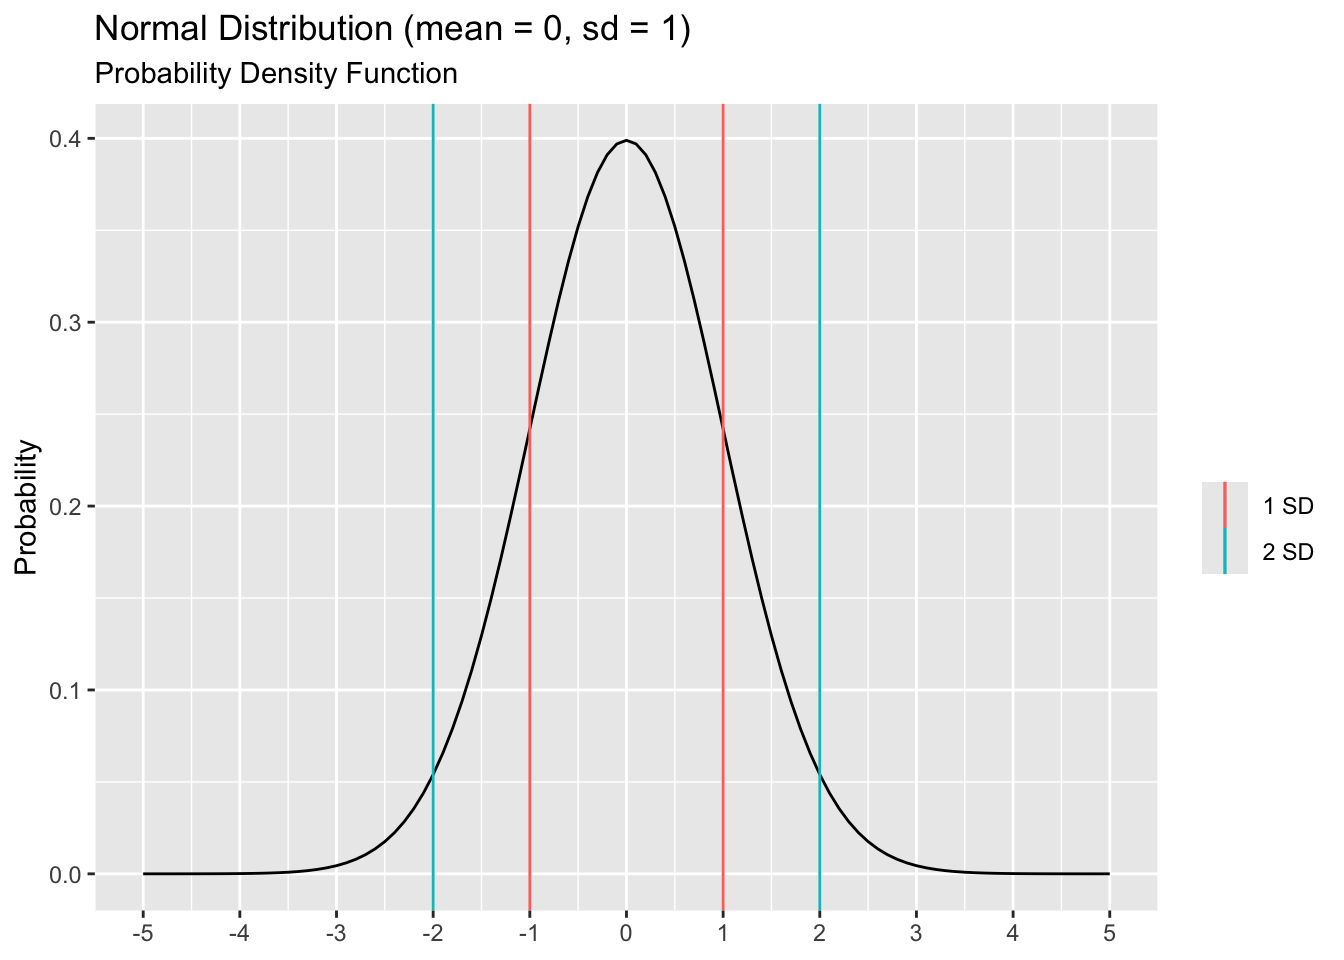 Normal Distribution (mean = 0, sd = 1)
Probability Density Function
Probability
0.4
0.3
0.2
0.1
0.0
-5 -4 -3 -2 -1 0 1 2 3 4 5
1 SD
2 SD